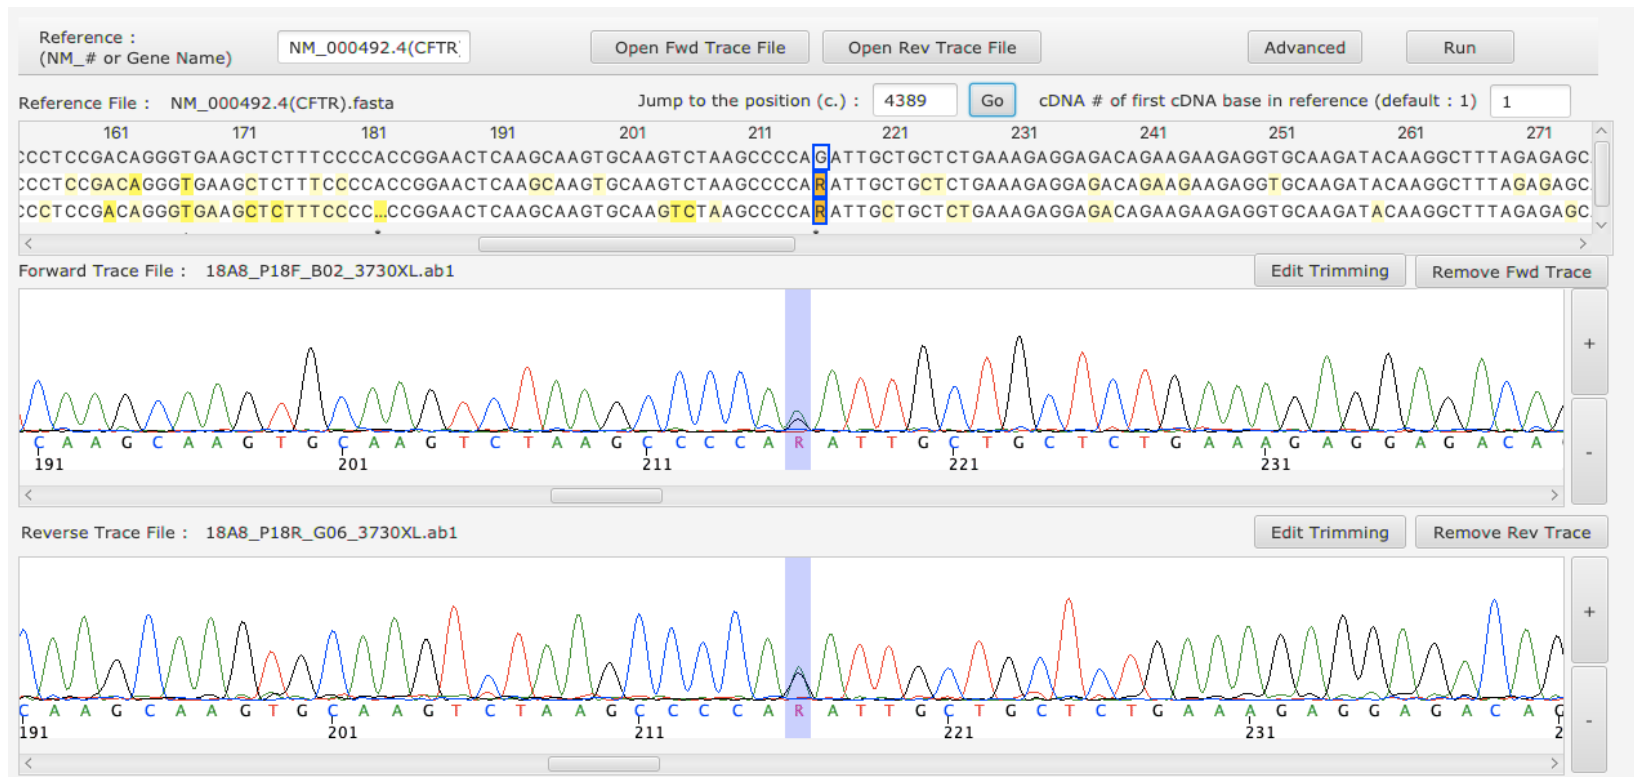 Reference :
(NM_# or Gene Name)
NM_000492.4(CFTR
Open Fwd Trace File
Open Rev Trace File
Advanced
Run
Reference File : NM_000492.4(CFTR).fasta
Jump to the position (c.) : 4389 Go
cDNA # of first cDNA base in reference (default : 1) 1
161 171 181 191 201 211 221 231 241 251 261 271
CCCTCCGACAGGGTGAAGCTCTTTCCCCACCGGAACTCAAGCAAGTGCAAGTCTAAGCCCCAGATTGCTGCTCTGAAAGAGGAGACAGAAGAAGAGGTGCAAGATACAAGGCTTTAGAGAGC
CCCTCCGACAGGGTGAAGCTCTTTCCCCACCGGAACTCAAGCAAGTGCAAGTCTAAGCCCCARATTGCTGCTCTGAAAGAGGAGACAGAAGAAGAGGTGCAAGATACAAGGCTTTAGAGAGC
CCCTCCGACAGGGTGAAGCTCTTTCCCC...CCGGAACTCAAGCAAGTGCAAGTCTAAGCCCCARATTGCTGCTCTGAAAGAGGAGACAGAAGAAGAGGTGCAAGATACAAGGCTTTAGAGAGC
Forward Trace File : 18A8_P18F_B02_3730XL.ab1
Edit Trimming
Remove Fwd Trace
+
C A A G C A A G T G C A A G T C T A A G C C C C A R A T T G C T G C T C T G A A A G A G G A G A C A
191 201 211 221 231
-
Reverse Trace File : 18A8_P18R_G06_3730XL.ab1
Edit Trimming
Remove Rev Trace
+
C A A G C A A G T G C A A G T C T A A G C C C C A R A T T G C T G C T C T G A A A G A G G A G A C A G
191 201 211 221 231 2
-